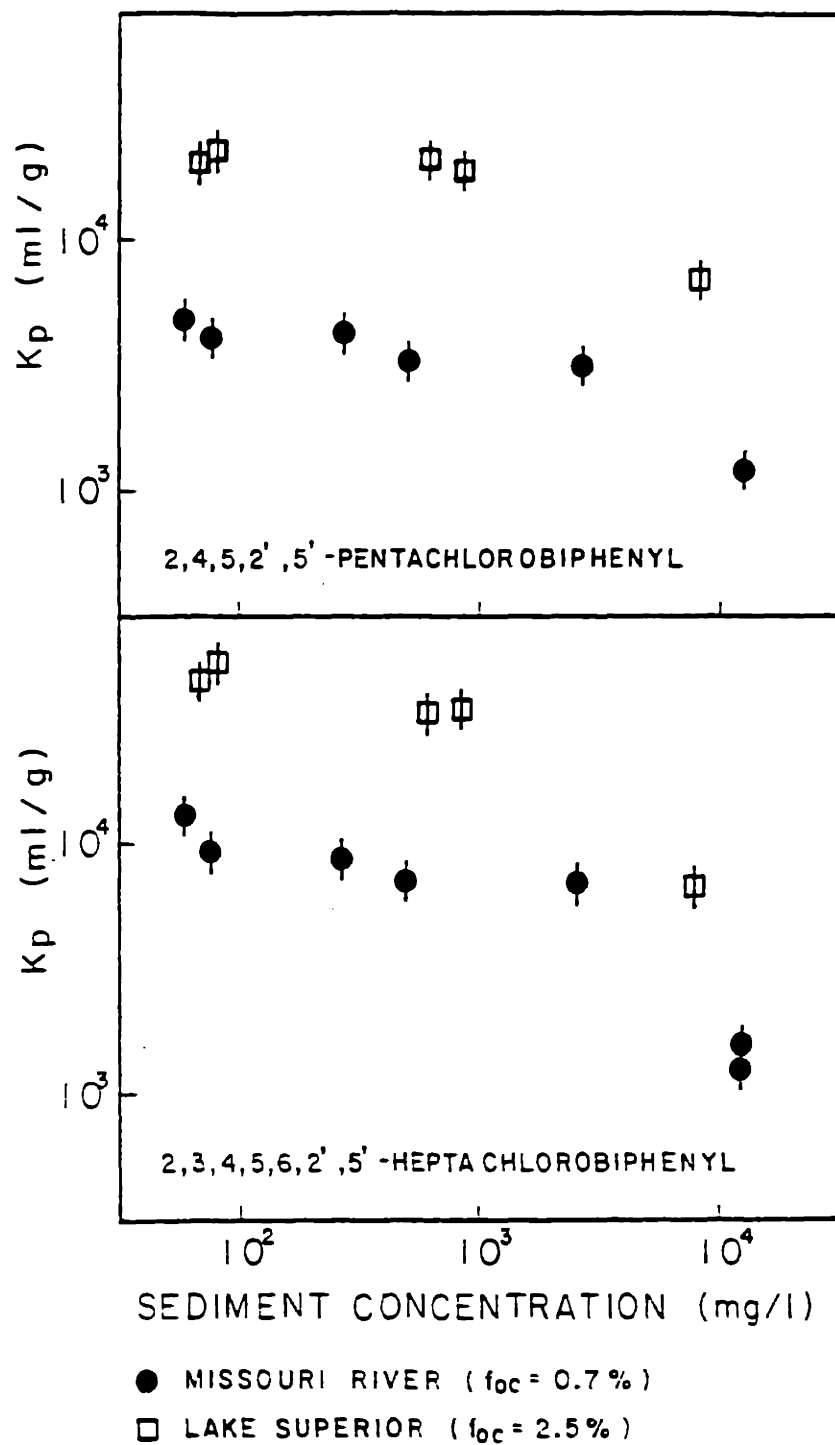 Kp (ml/g)
10⁴
10³
2,4,5,2',5'-PENTACHLOROBIPHENYL
Kp (ml/g)
10⁴
10³
2,3,4,5,6,2',5'-HEPTACHLOROBIPHENYL
10² 10³ 10⁴
SEDIMENT CONCENTRATION (mg/l)
● MISSOURI RIVER (foc = 0.7%)
□ LAKE SUPERIOR (foc = 2.5%)